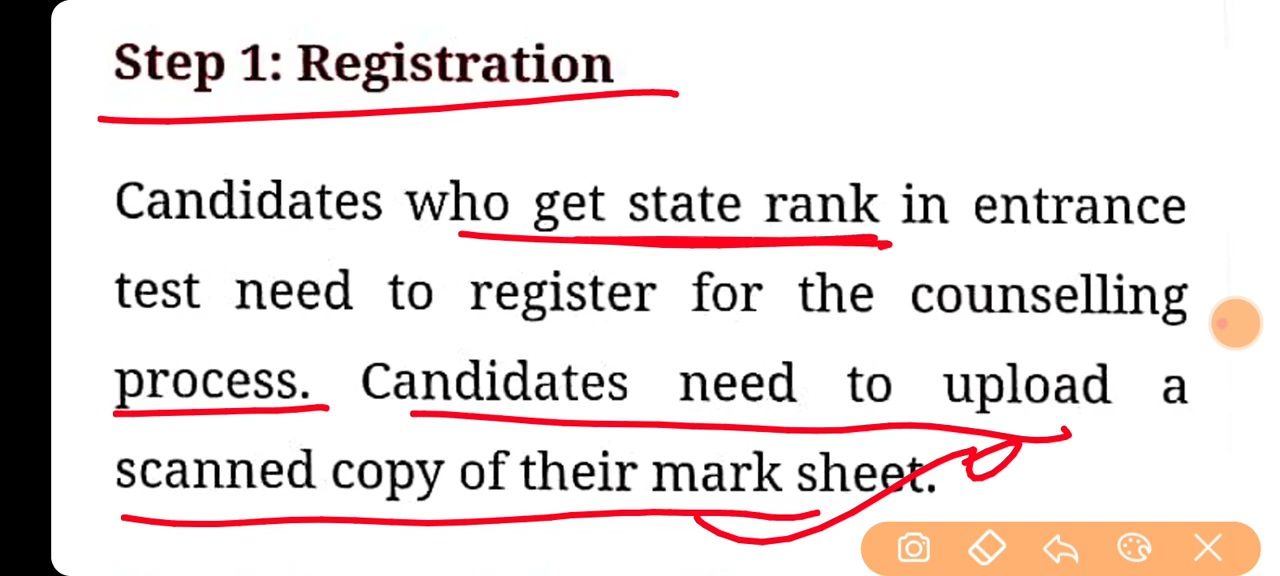 Step 1: Registration
Candidates who get state rank in entrance
test need to register for the counselling
process. Candidates need to upload a
scanned copy of their mark sheet.